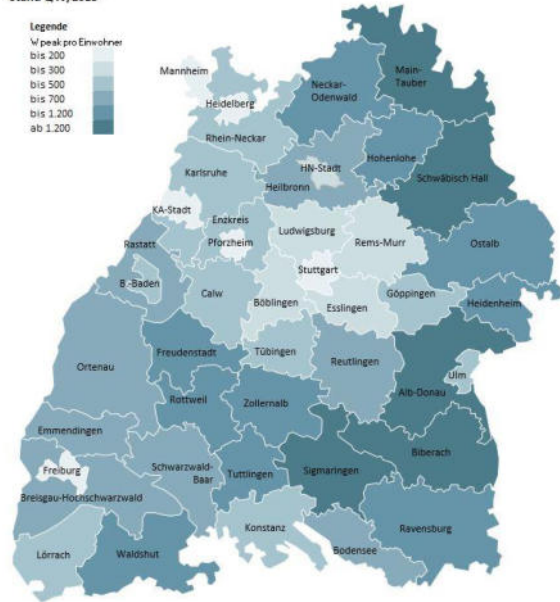 Legende
W peak pro Einwohner
bis 200
bis 300
bis 500
bis 700
bis 1.200
ab 1.200
Main-
Tauber
Mannheim
Neckar-
Odenwald
Heidelberg
Rhein-Neckar
Hohenlohe
HN-Stadt
Karlsruhe
Schwäbisch Hall
Heilbronn
KA-Stadt
Enzkreis
Ludwigsburg
Rems-Murr
Rastatt
Pforzheim
Ostalb
Stuttgart
B.-Baden
Calw
Böblingen
Esslingen
Göppingen
Heidenheim
Freudenstadt
Tübingen
Reutlingen
Ortenau
Ulm
Alb-Donau
Rottweil
Zollernalb
Emmendingen
Biberach
Freiburg
Schwarzwald-
Baar
Tuttlingen
Sigmaringen
Breisgau-Hochschwarzwald
Konstanz
Ravensburg
Lörrach
Waldshut
Bodensee